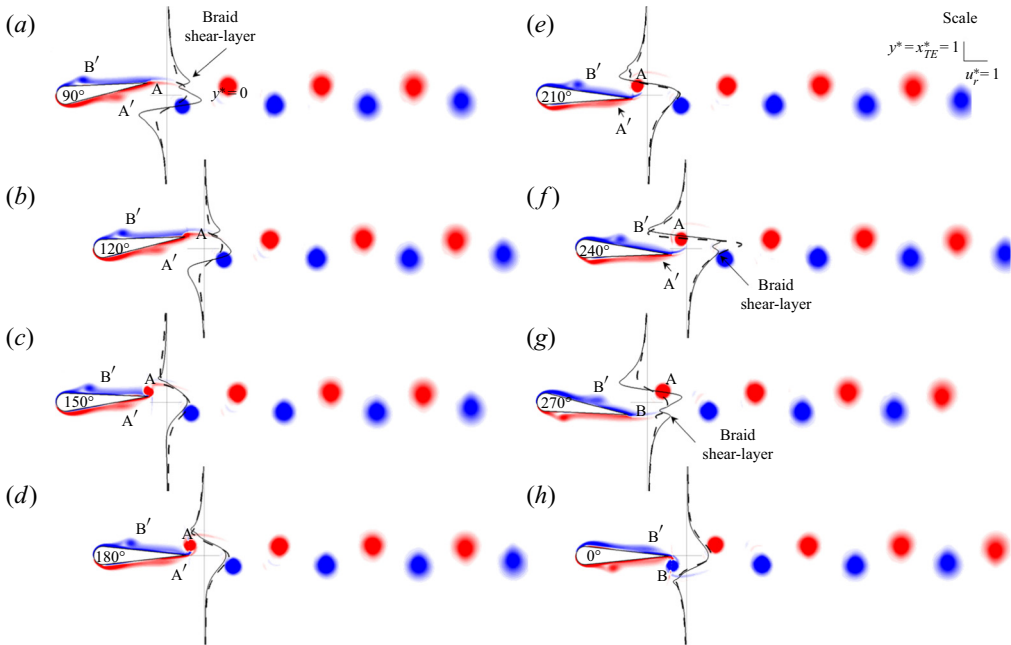 (a)
Braid
shear-layer
B′
90°
A
A′
y* = 0
(b)
B′
120°
A
A′
(c)
B′
150°
A
A′
(d)
B′
180°
A
A′
(e)
B′
210°
A
A′
Scale
y* = x*TE = 1
u*r = 1
(f)
B′
240°
A
A′
Braid
shear-layer
(g)
B′
270°
A
B
Braid
shear-layer
(h)
B′
0°
B